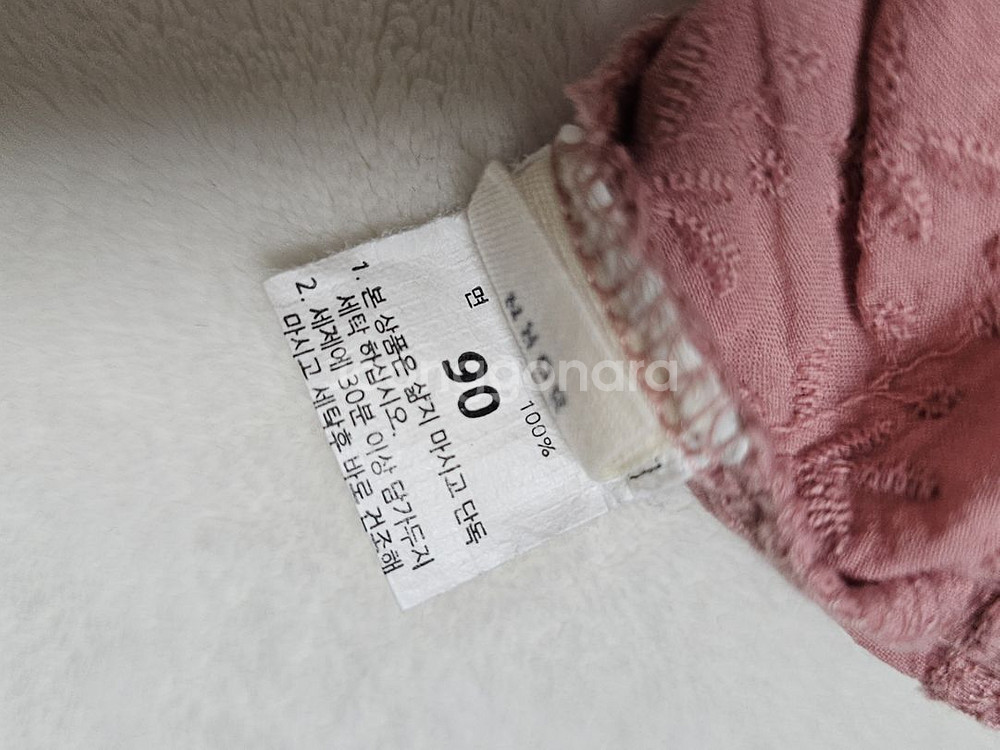 면 100%
90
1. 본 상품은 삶지 마시고 단독
세탁 하십시오.
2. 세제에 30분 이상 담가두지
마시고 세탁후 바로 건조해